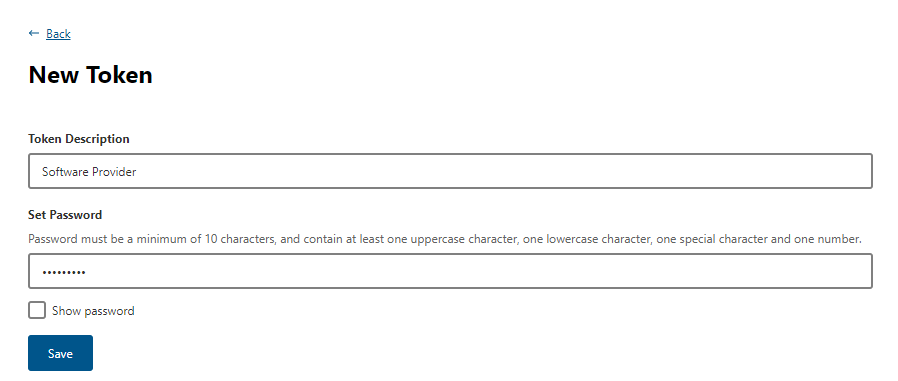 ← Back
New Token
Token Description
Software Provider
Set Password
Password must be a minimum of 10 characters, and contain at least one uppercase character, one lowercase character, one special character and one number.
•••••••••
Show password
Save